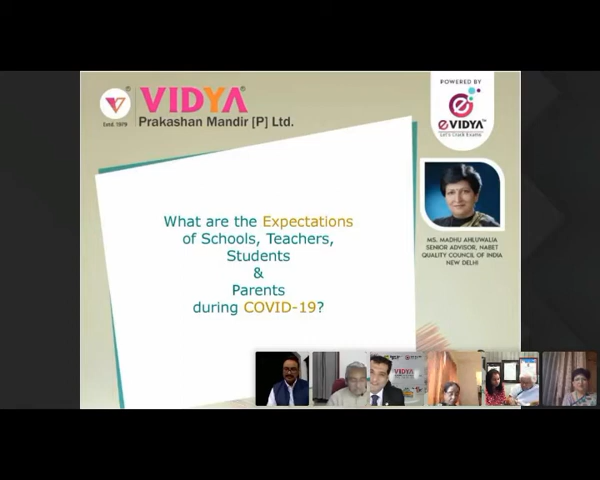 VIDYA
Prakashan Mandir [P] Ltd.
Estd. 1979
POWERED BY
eVIDYA
Let's Crack Exams
What are the Expectations
of Schools, Teachers,
Students
&
Parents
during COVID-19?
MS. MADHU AHLUWALIA
SENIOR ADVISOR, NABET
QUALITY COUNCIL OF INDIA
NEW DELHI
VIDYA